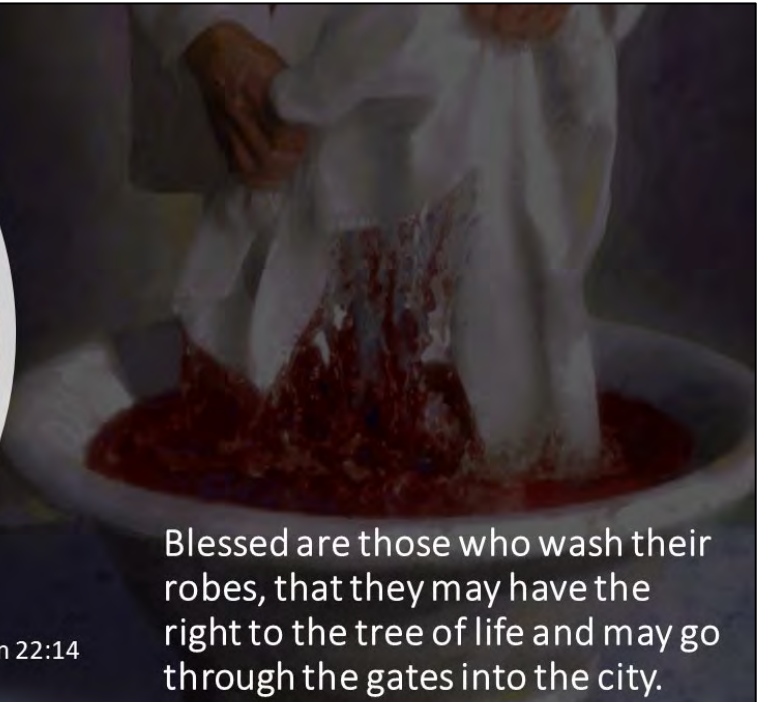 Blessed are those who wash their
robes, that they may have the
right to the tree of life and may go
through the gates into the city.
22:14